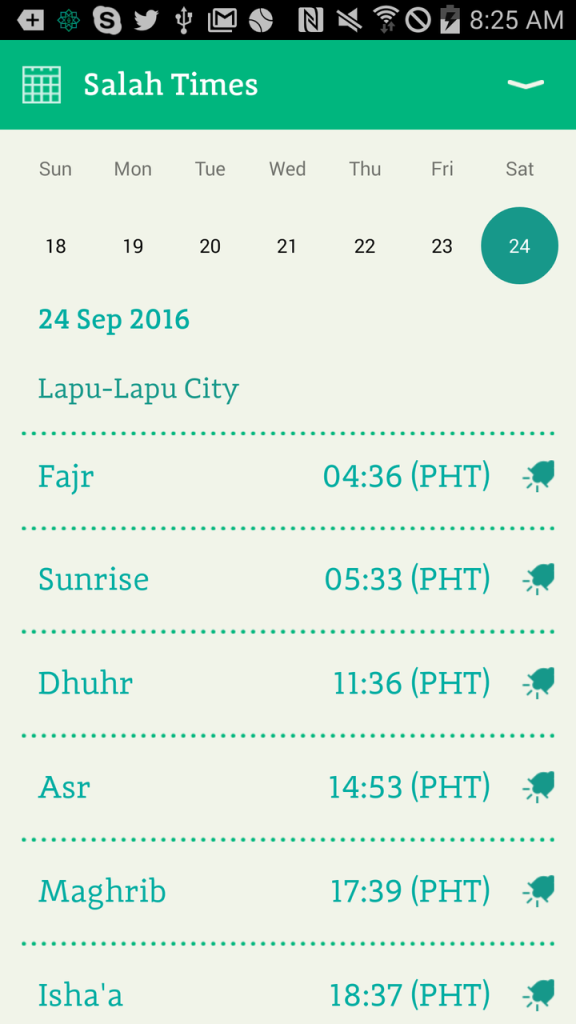 8:25 AM
Salah Times
Sun Mon Tue Wed Thu Fri Sat
18 19 20 21 22 23 24
24 Sep 2016
Lapu-Lapu City
Fajr 04:36 (PHT)
Sunrise 05:33 (PHT)
Dhuhr 11:36 (PHT)
Asr 14:53 (PHT)
Maghrib 17:39 (PHT)
Isha'a 18:37 (PHT)